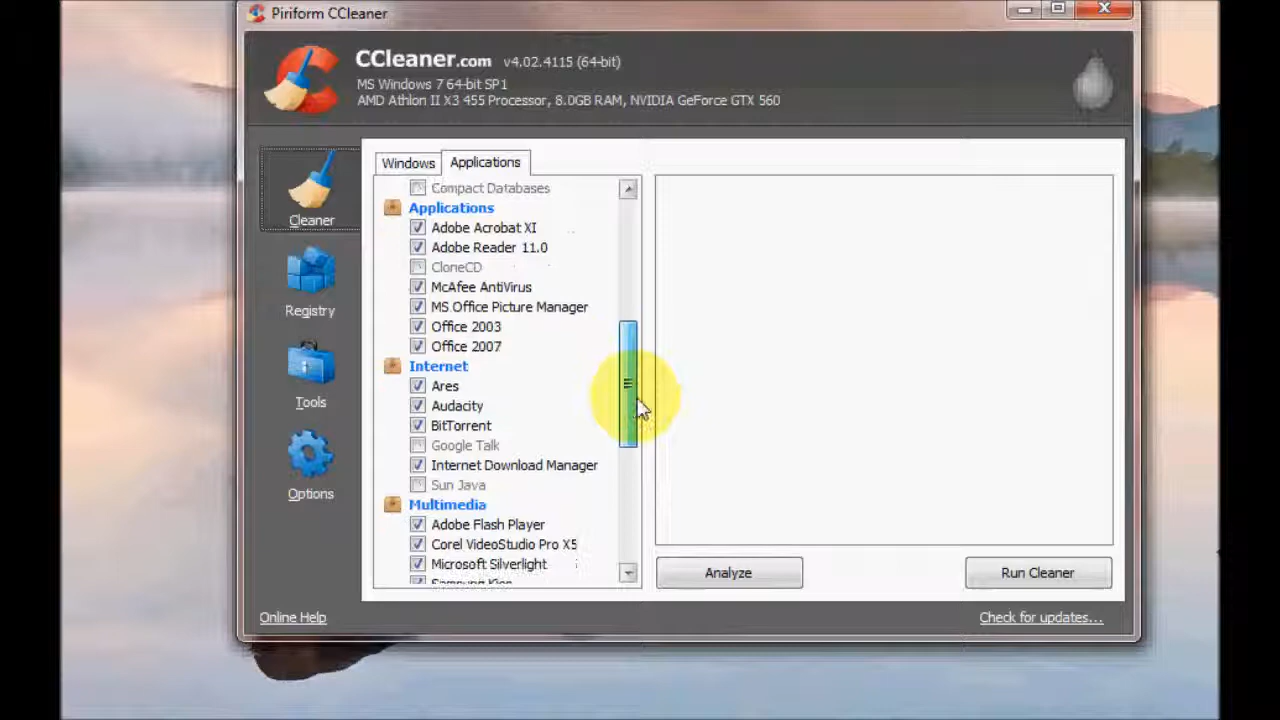 Piriform CCleaner
CCleaner.com v4.02.4115 (64-bit)
MS Windows 7 64-bit SP1
AMD Athlon II X3 455 Processor, 8.0GB RAM, NVIDIA GeForce GTX 560
Cleaner
Registry
Tools
Options
Windows
Applications
Compact Databases
Applications
Adobe Acrobat XI
Adobe Reader 11.0
CloneCD
McAfee AntiVirus
MS Office Picture Manager
Office 2003
Office 2007
Internet
Ares
Audacity
BitTorrent
Google Talk
Internet Download Manager
Sun Java
Multimedia
Adobe Flash Player
Corel VideoStudio Pro X5
Microsoft Silverlight
Analyze
Run Cleaner
Online Help
Check for updates...